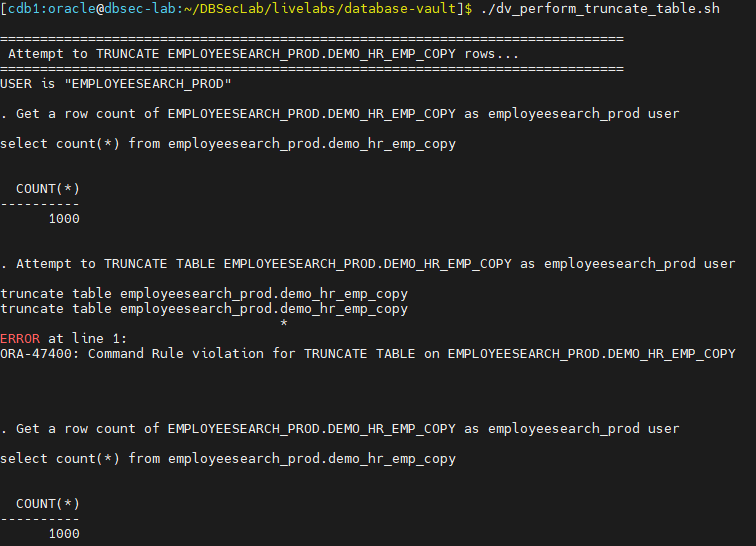 [cdb1:oracle@dbsec-lab:~/DBSecLab/livelabs/database-vault]$ ./dv_perform_truncate_table.sh
==============================================================================
Attempt to TRUNCATE EMPLOYEESEARCH_PROD.DEMO_HR_EMP_COPY rows...
==============================================================================
USER is "EMPLOYEESEARCH_PROD"
. Get a row count of EMPLOYEESEARCH_PROD.DEMO_HR_EMP_COPY as employeesearch_prod user
select count(*) from employeesearch_prod.demo_hr_emp_copy
COUNT(*)
----------
1000
. Attempt to TRUNCATE TABLE EMPLOYEESEARCH_PROD.DEMO_HR_EMP_COPY as employeesearch_prod user
truncate table employeesearch_prod.demo_hr_emp_copy
truncate table employeesearch_prod.demo_hr_emp_copy
*
ERROR at line 1:
ORA-47400: Command Rule violation for TRUNCATE TABLE on EMPLOYEESEARCH_PROD.DEMO_HR_EMP_COPY
. Get a row count of EMPLOYEESEARCH_PROD.DEMO_HR_EMP_COPY as employeesearch_prod user
select count(*) from employeesearch_prod.demo_hr_emp_copy
COUNT(*)
----------
1000